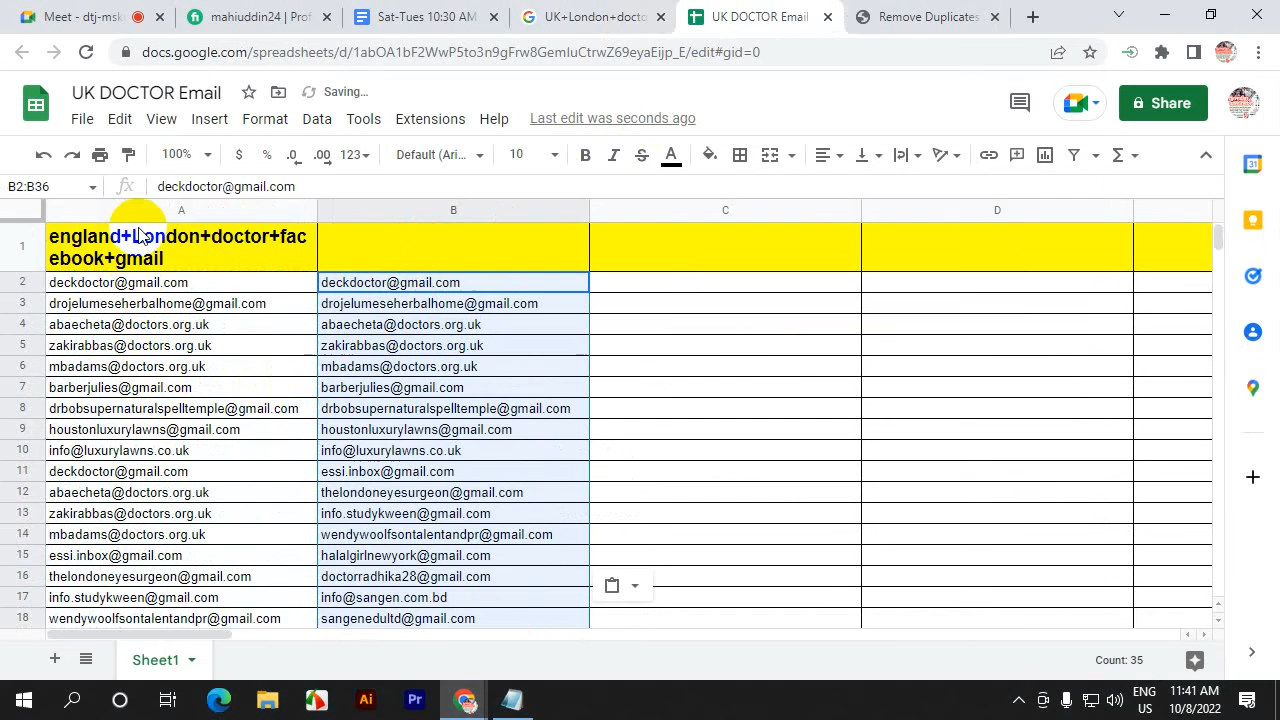 Meet - dtj-msk
mahiuddin24 | Prof
Sat-Tues 10:30 AM
UK+London+docto
UK DOCTOR Email
Remove Duplicates
docs.google.com/spreadsheets/d/1abOA1bF2WwP5to3n9gFrw8GemIuCtrwZ69eyaEijp_E/edit#gid=0
UK DOCTOR Email
Saving...
Share
File Edit View Insert Format Data Tools Extensions Help Last edit was seconds ago
100% $ % .0 .00 123 Default (Ari... 10 B I S A
B2:B36 fx deckdoctor@gmail.com
A B C D
1 england+London+doctor+fac
ebook+gmail
2 deckdoctor@gmail.com deckdoctor@gmail.com
3 drojelumeseherbalhome@gmail.com drojelumeseherbalhome@gmail.com
4 abaecheta@doctors.org.uk abaecheta@doctors.org.uk
5 zakirabbas@doctors.org.uk zakirabbas@doctors.org.uk
6 mbadams@doctors.org.uk mbadams@doctors.org.uk
7 barberjulies@gmail.com barberjulies@gmail.com
8 drbobsupernaturalspelltemple@gmail.com drbobsupernaturalspelltemple@gmail.com
9 houstonluxurylawns@gmail.com houstonluxurylawns@gmail.com
10 info@luxurylawns.co.uk info@luxurylawns.co.uk
11 deckdoctor@gmail.com essi.inbox@gmail.com
12 abaecheta@doctors.org.uk thelondoneyesurgeon@gmail.com
13 zakirabbas@doctors.org.uk info.studykween@gmail.com
14 mbadams@doctors.org.uk wendywoolfsontalentandpr@gmail.com
15 essi.inbox@gmail.com halalgirlnewyork@gmail.com
16 thelondoneyesurgeon@gmail.com doctorradhika28@gmail.com
17 info.studykween@gmail.com info@sangen.com.bd
18 wendywoolfsontalentandpr@gmail.com sangenedultd@gmail.com
Sheet1
Count: 35
31
Ai
Pr
ENG 11:41 AM
US 10/8/2022